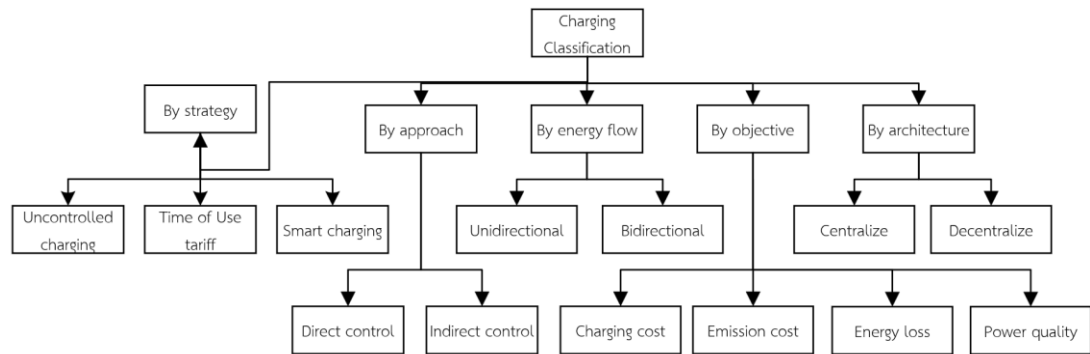 Charging
Classification
By strategy
By approach
By energy flow
By objective
By architecture
Uncontrolled
charging
Time of Use
tariff
Smart charging
Unidirectional
Bidirectional
Centralize
Decentralize
Direct control
Indirect control
Charging cost
Emission cost
Energy loss
Power quality